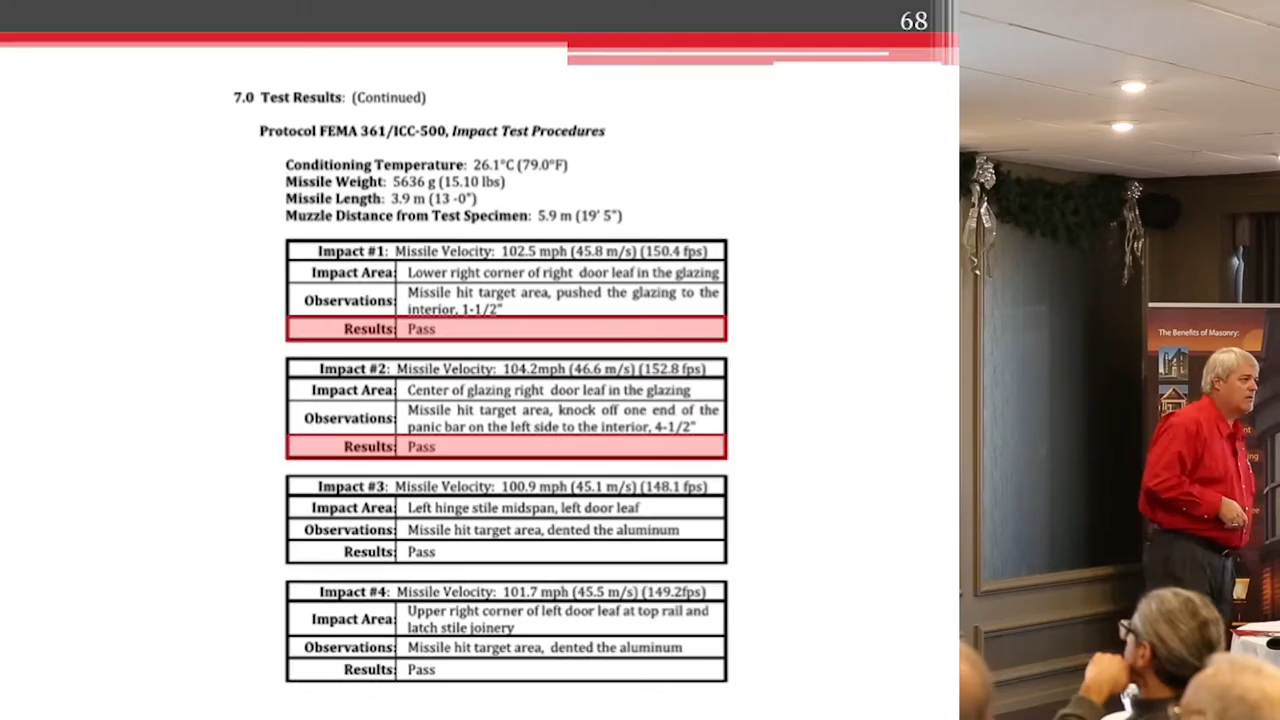 68
7.0 Test Results: (Continued)
Protocol FEMA 361/ICC-500, Impact Test Procedures
Conditioning Temperature: 26.1°C (79.0°F)
Missile Weight: 5636 g (15.10 lbs)
Missile Length: 3.9 m (13 -0")
Muzzle Distance from Test Specimen: 5.9 m (19' 5")
Impact #1: Missile Velocity: 102.5 mph (45.8 m/s) (150.4 fps)
Impact Area: Lower right corner of right door leaf in the glazing
Observations: Missile hit target area, pushed the glazing to the
interior, 1-1/2"
Results: Pass
Impact #2: Missile Velocity: 104.2mph (46.6 m/s) (152.8 fps)
Impact Area: Center of glazing right door leaf in the glazing
Observations: Missile hit target area, knock off one end of the
panic bar on the left side to the interior, 4-1/2"
Results: Pass
Impact #3: Missile Velocity: 100.9 mph (45.1 m/s) (148.1 fps)
Impact Area: Left hinge stile midspan, left door leaf
Observations: Missile hit target area, dented the aluminum
Results: Pass
Impact #4: Missile Velocity: 101.7 mph (45.5 m/s) (149.2fps)
Impact Area: Upper right corner of left door leaf at top rail and
latch stile joinery
Observations: Missile hit target area, dented the aluminum
Results: Pass
The Benefits of Masonry: